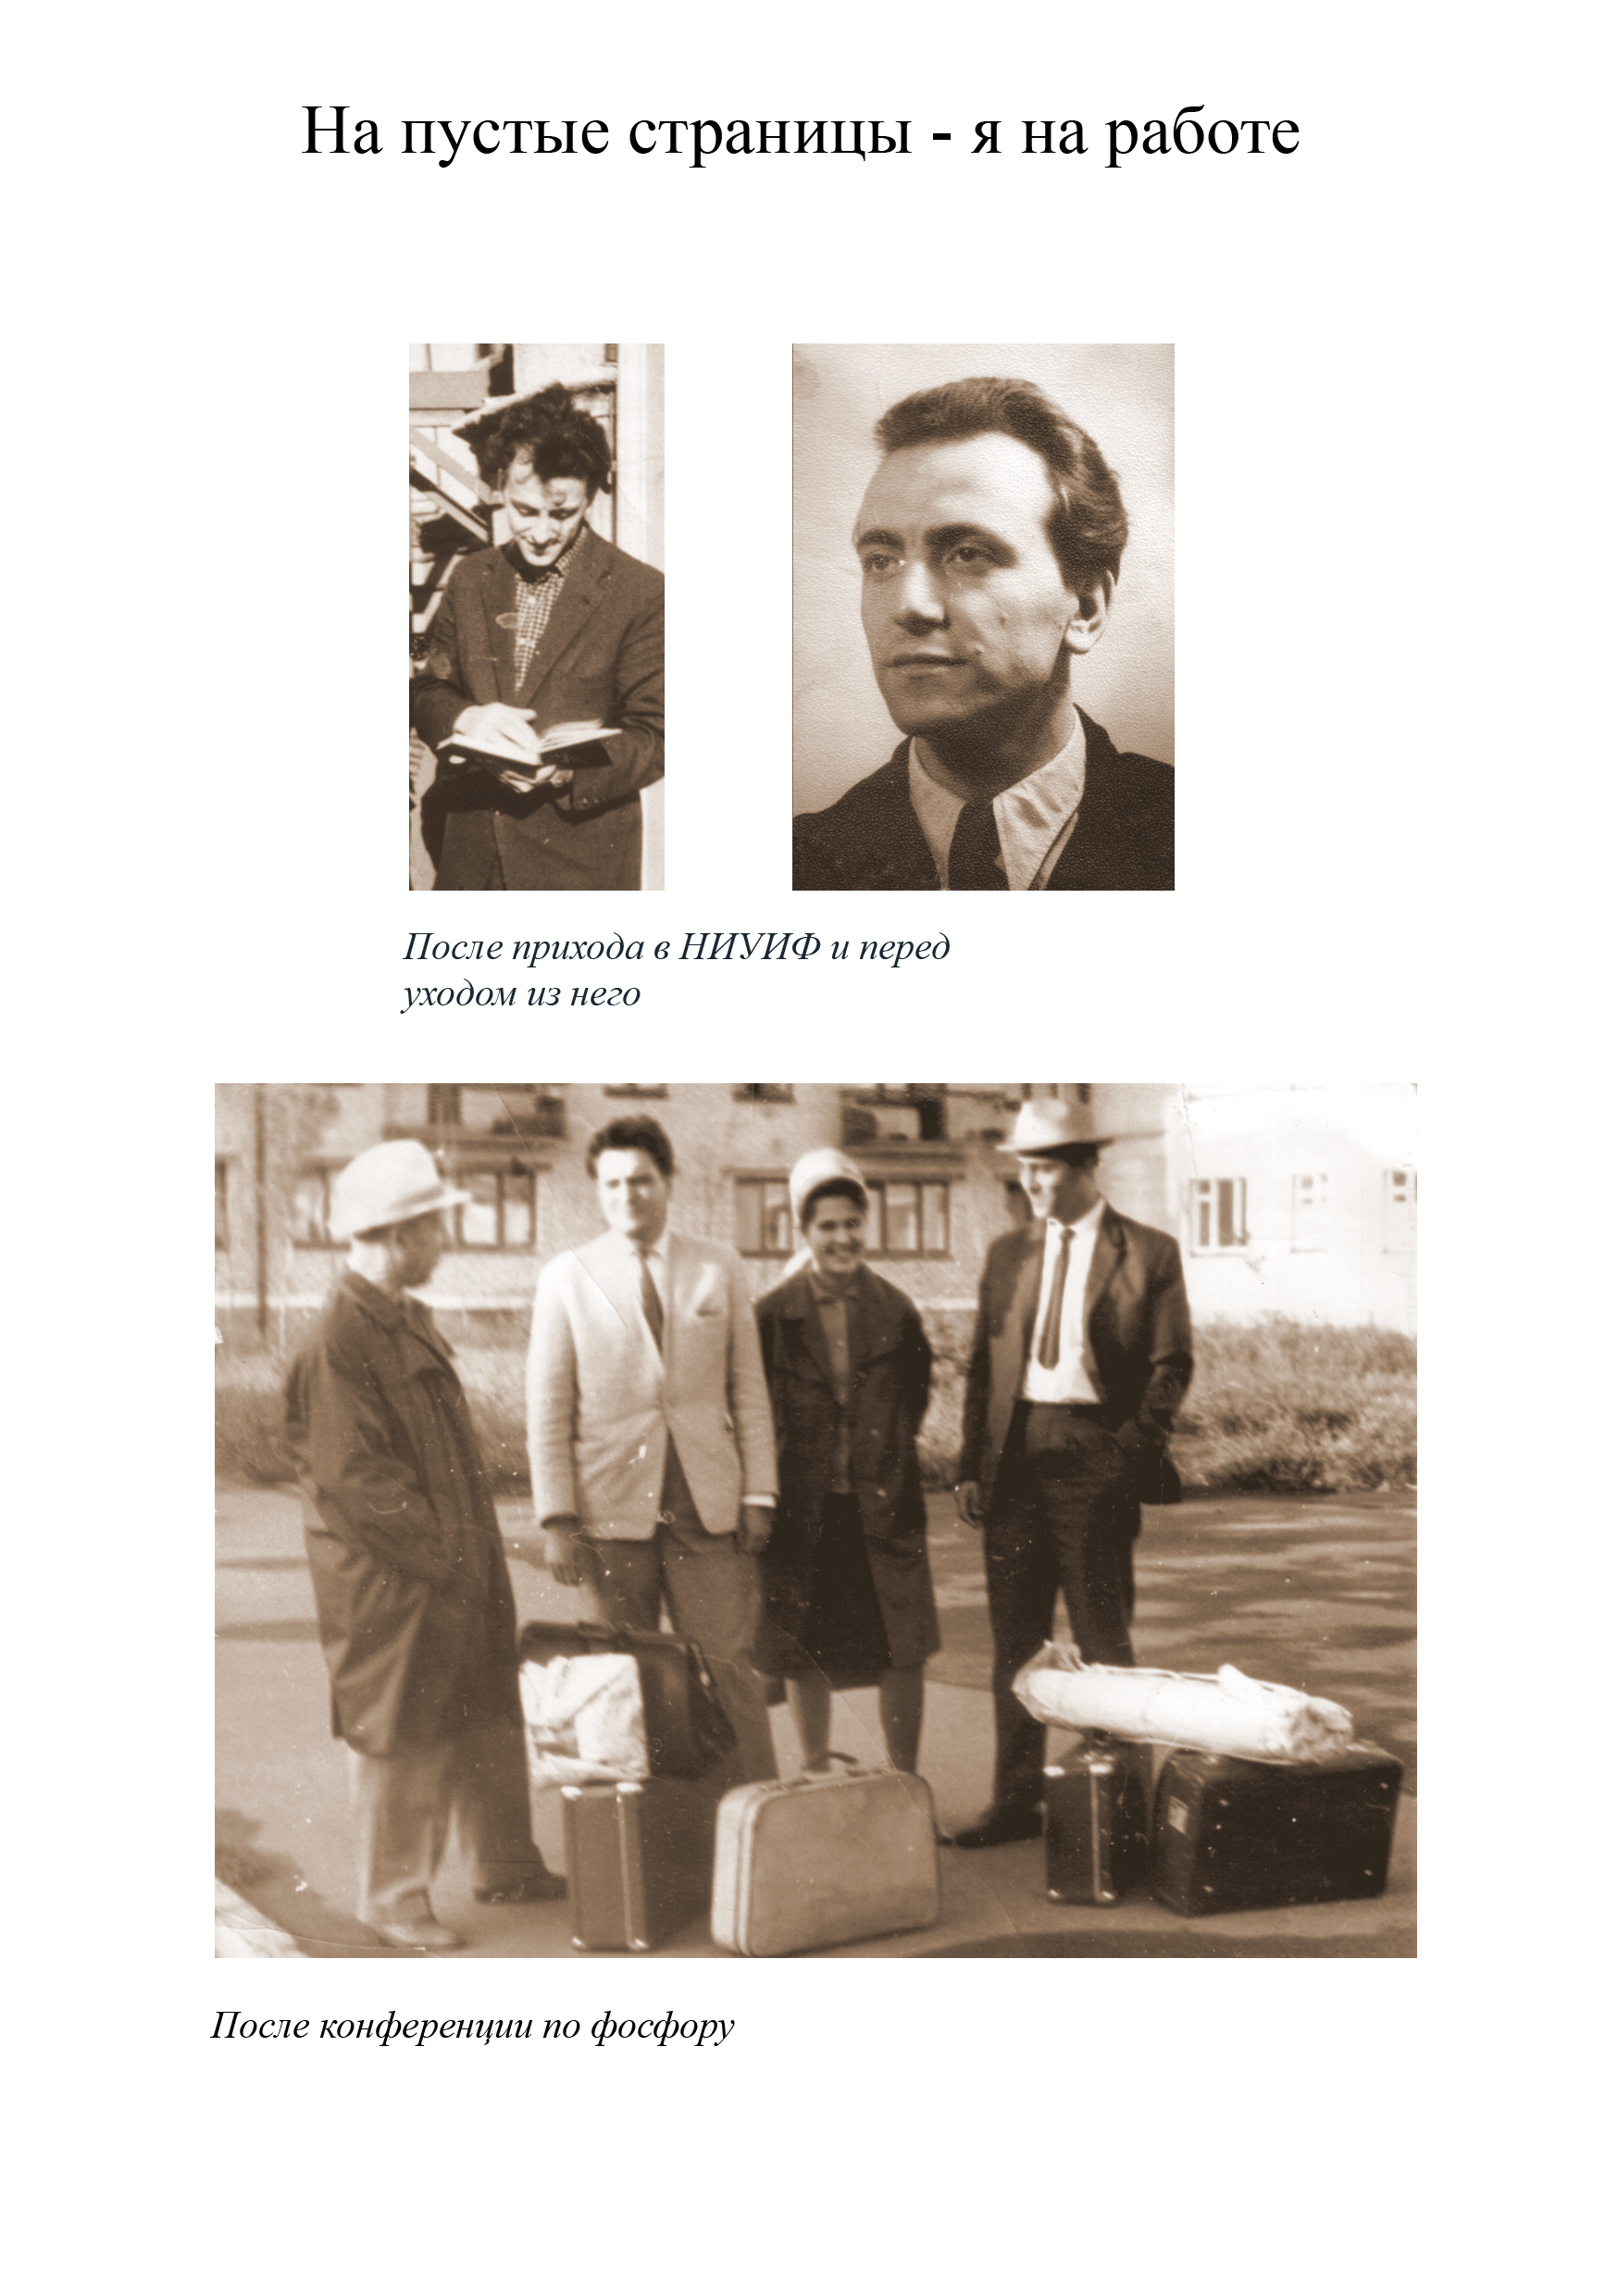 На пустые страницы - я на работе
После прихода в НИУИФ и перед
уходом из него
После конференции по фосфору